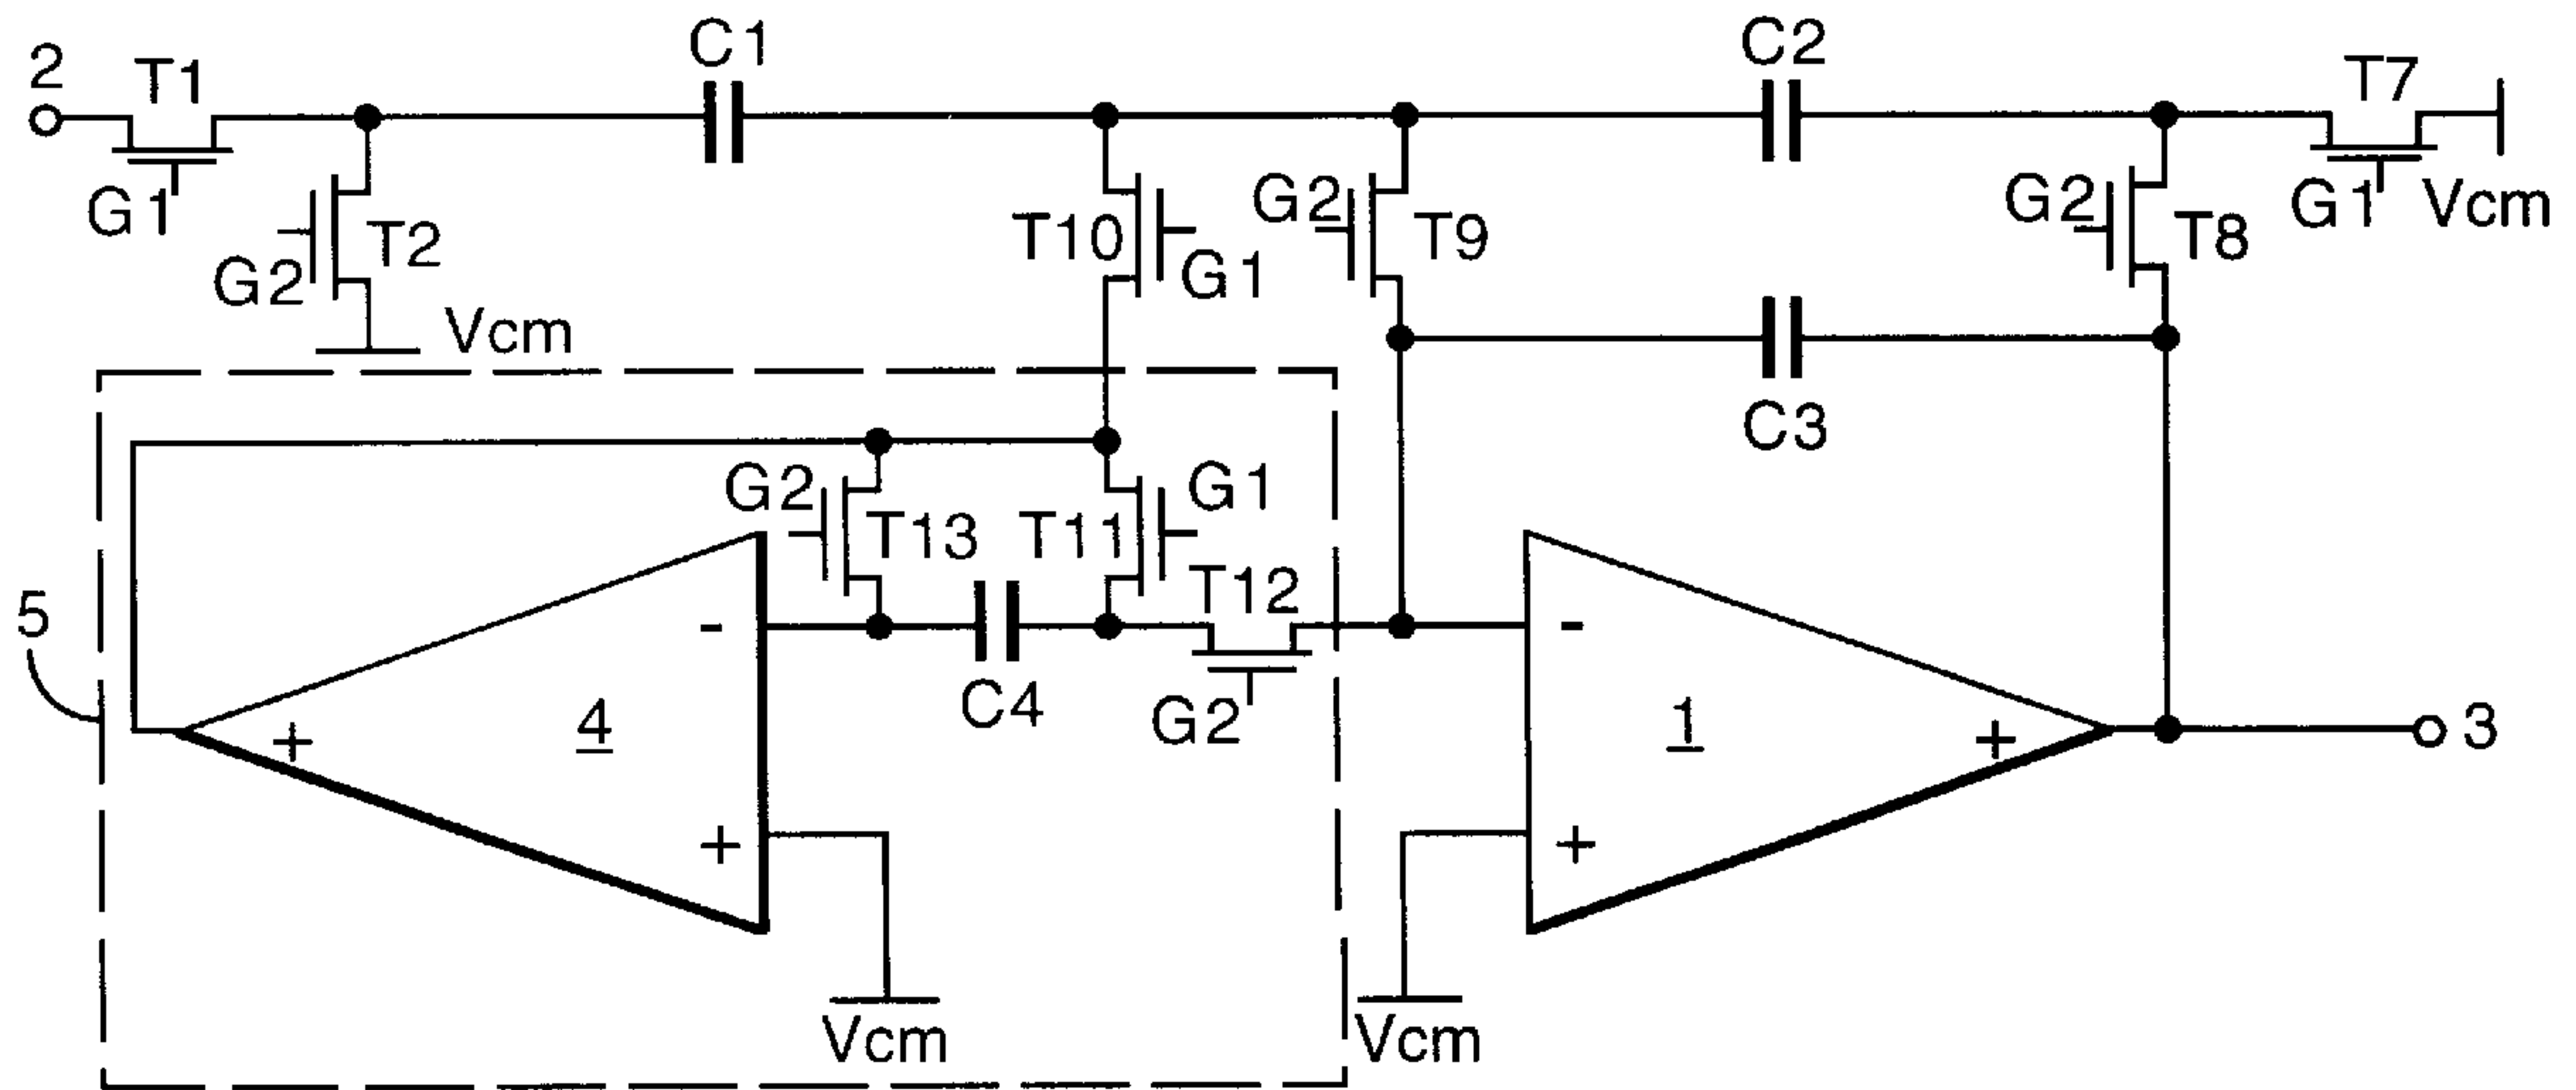 C1
C2
2
T1
T7
G1
T2
G2
T10
G1
G2
T9
G2
T8
G1
Vcm
Vcm
C3
G2
T13
T11
G1
T12
5
-
C4
G2
-
+
4
1
+
3
+
+
Vcm
Vcm